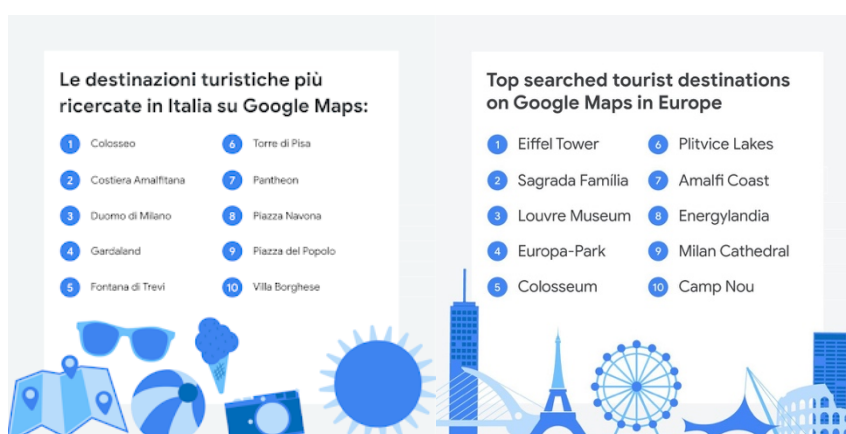 Le destinazioni turistiche più
ricercate in Italia su Google Maps:
1 Colosseo
2 Costiera Amalfitana
3 Duomo di Milano
4 Gardaland
5 Fontana di Trevi
6 Torre di Pisa
7 Pantheon
8 Piazza Navona
9 Piazza del Popolo
10 Villa Borghese
Top searched tourist destinations
on Google Maps in Europe
1 Eiffel Tower
2 Sagrada Família
3 Louvre Museum
4 Europa-Park
5 Colosseum
6 Plitvice Lakes
7 Amalfi Coast
8 Energylandia
9 Milan Cathedral
10 Camp Nou